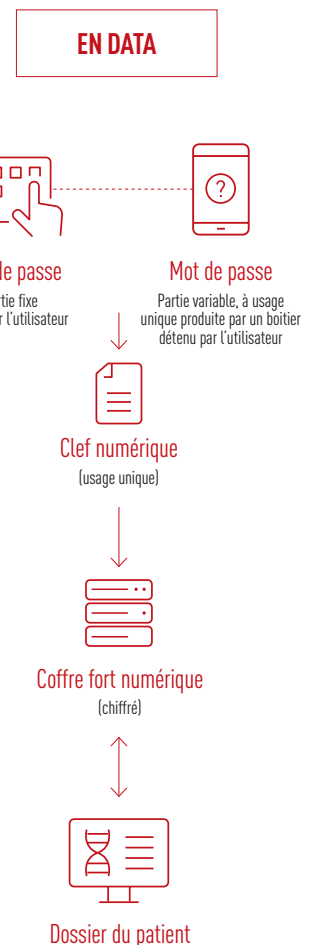 EN DATA
?
de passe
Mot de passe
tie fixe
r l'utilisateur
Partie variable, à usage
unique produite par un boitier
détenu par l'utilisateur
Clef numérique
(usage unique)
Coffre fort numérique
(chiffré)
Dossier du patient